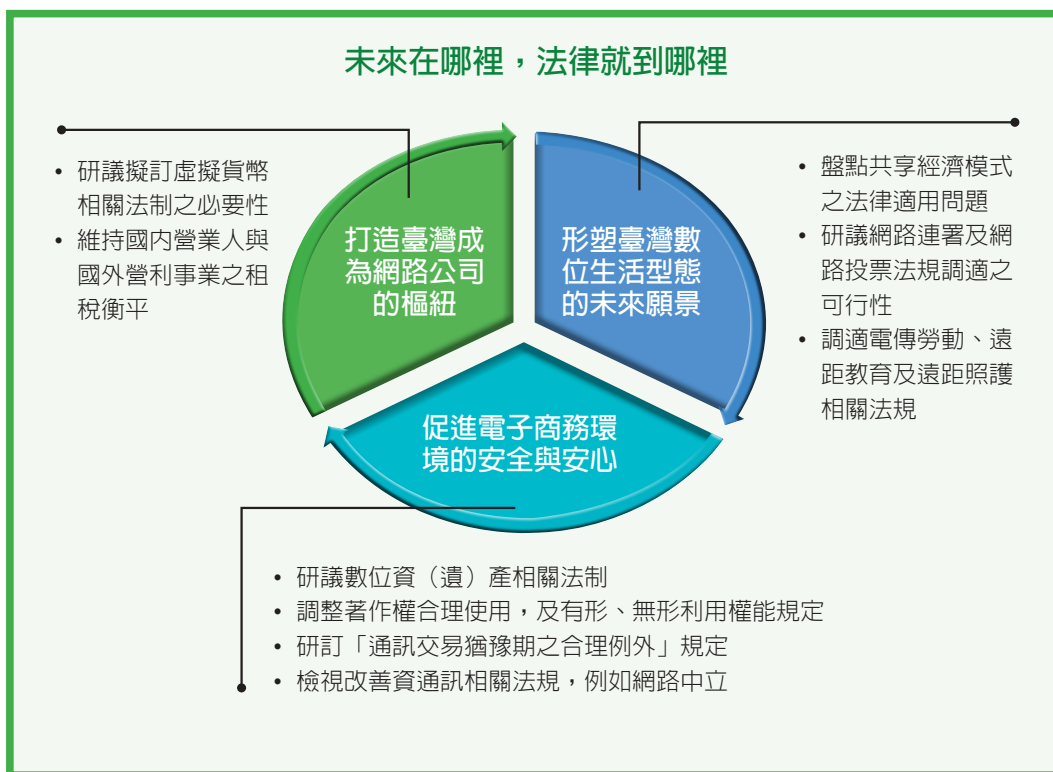 未來在哪裡，法律就到哪裡
• 研議擬訂虛擬貨幣
相關法制之必要性
• 維持國内營業人與
國外營利事業之租
稅衡平
打造臺灣成
為網路公司
的樞紐
形塑臺灣數
位生活型態
的未來願景
• 盤點共享經濟模式
之法律適用問題
• 研議網路連署及網
路投票法規調適之
可行性
• 調適電傳勞動、遠
距教育及遠距照護
相關法規
促進電子商務環
境的安全與安心
• 研議數位資（遺）產相關法制
• 調整著作權合理使用，及有形、無形利用權能規定
• 研訂「通訊交易猶豫期之合理例外」規定
• 檢視改善資通訊相關法規，例如網路中立